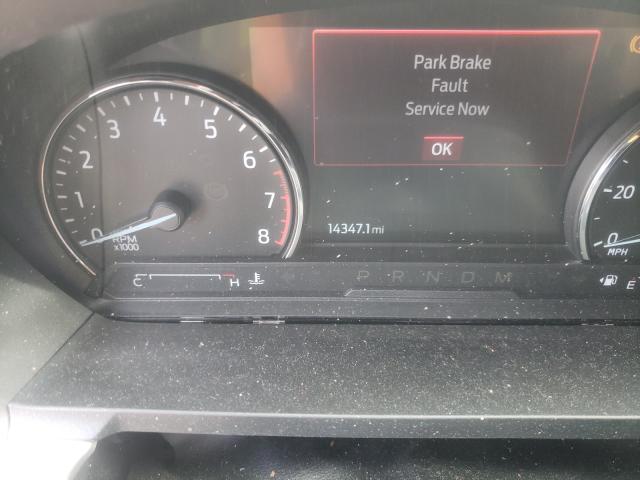 Park Brake
Fault
Service Now
OK
0 1 2 3 4 5 6 7 8
RPM
x1000
14347.1 mi
20
0
MPH
C H
P R N D M
E